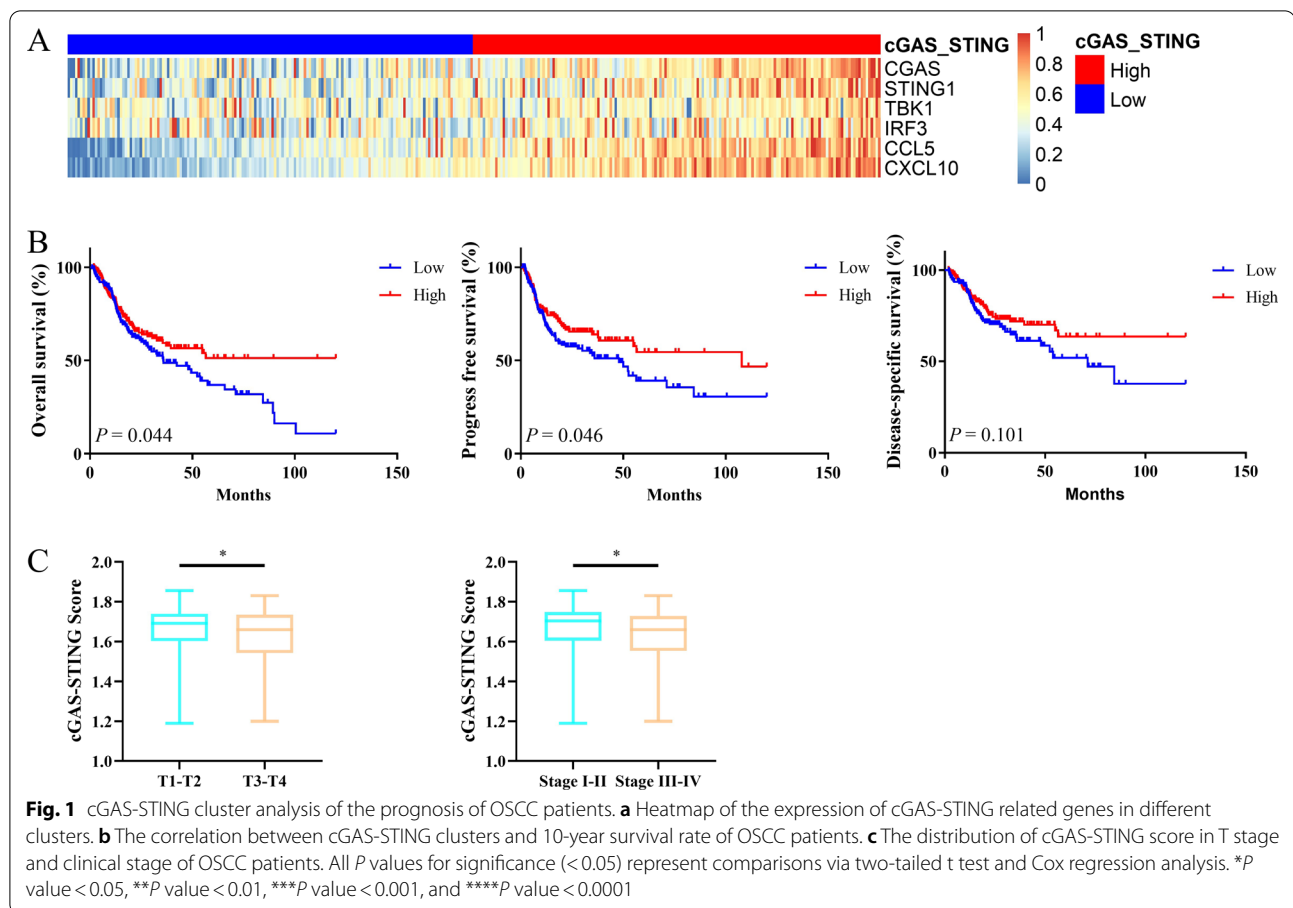 A
cGAS_STING
CGAS
STING1
TBK1
IRF3
CCL5
CXCL10
1
0.8
0.6
0.4
0.2
0
cGAS_STING
High
Low
B
Overall survival (%)
100
50
0
Low
High
P = 0.044
0 50 100 150
Months
Progress free survival (%)
100
50
0
Low
High
P = 0.046
0 50 100 150
Months
Disease-specific survival (%)
100
50
0
Low
High
P = 0.101
0 50 100 150
Months
C
cGAS-STING Score
2.0
1.8
1.6
1.4
1.2
1.0
*
T1-T2 T3-T4
cGAS-STING Score
2.0
1.8
1.6
1.4
1.2
1.0
*
Stage I-II Stage III-IV
Fig. 1 cGAS-STING cluster analysis of the prognosis of OSCC patients. a Heatmap of the expression of cGAS-STING related genes in different
clusters. b The correlation between cGAS-STING clusters and 10-year survival rate of OSCC patients. c The distribution of cGAS-STING score in T stage
and clinical stage of OSCC patients. All P values for significance (< 0.05) represent comparisons via two-tailed t test and Cox regression analysis. *P
value < 0.05, **P value < 0.01, ***P value < 0.001, and ****P value < 0.0001